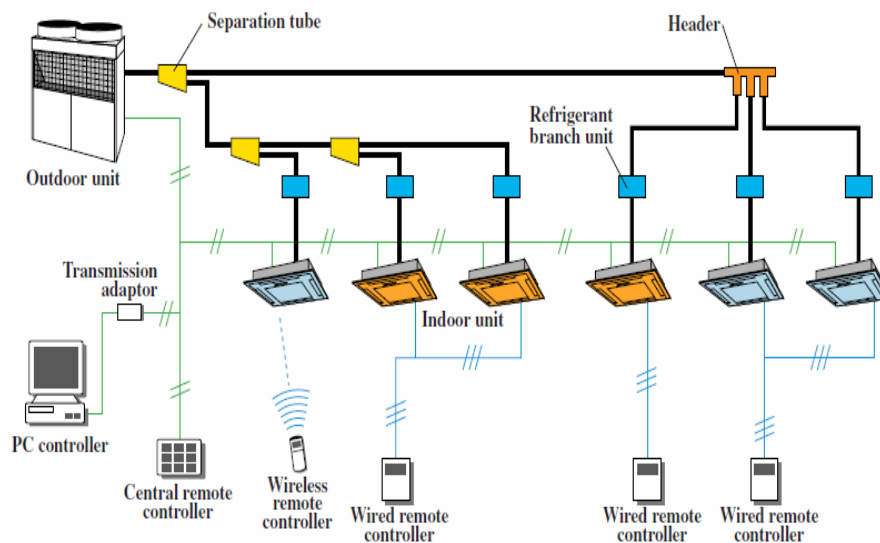 Separation tube
Header
Refrigerant
branch unit
Outdoor unit
Transmission
adaptor
Indoor unit
PC controller
Central remote
controller
Wireless
remote
controller
Wired remote
controller
Wired remote
controller
Wired remote
controller